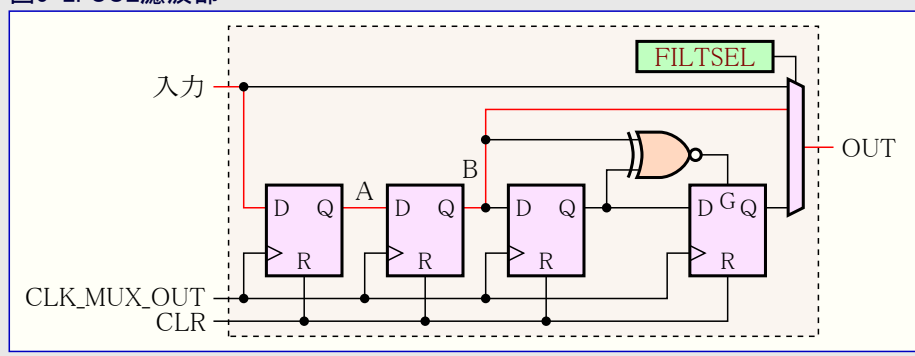 FILTSEL
入力
OUT
A
B
D Q
R
D Q
R
D Q
R
D G Q
R
CLK_MUX_OUT
CLR